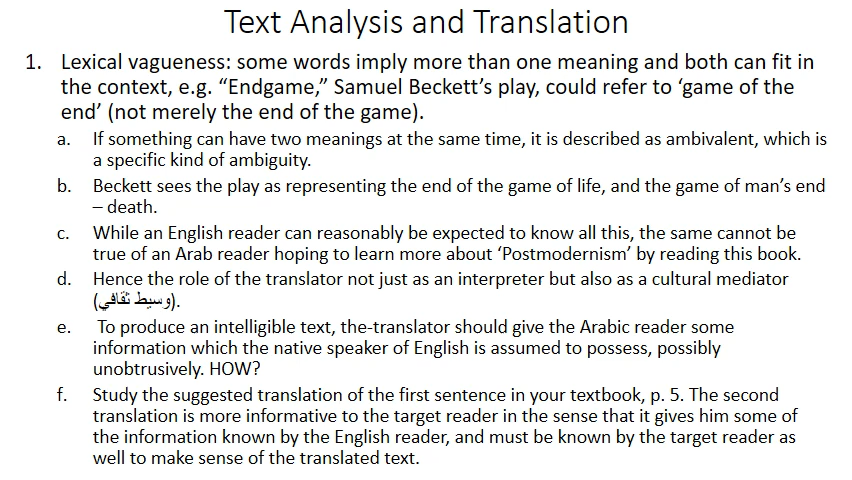 Text Analysis and Translation
1. Lexical vagueness: some words imply more than one meaning and both can fit in
the context, e.g. “Endgame,” Samuel Beckett’s play, could refer to ‘game of the
end’ (not merely the end of the game).
a. If something can have two meanings at the same time, it is described as ambivalent, which is
a specific kind of ambiguity.
b. Beckett sees the play as representing the end of the game of life, and the game of man’s end
– death.
c. While an English reader can reasonably be expected to know all this, the same cannot be
true of an Arab reader hoping to learn more about ‘Postmodernism’ by reading this book.
d. Hence the role of the translator not just as an interpreter but also as a cultural mediator
(وسيط ثقافي).
e. To produce an intelligible text, the-translator should give the Arabic reader some
information which the native speaker of English is assumed to possess, possibly
unobtrusively. HOW?
f. Study the suggested translation of the first sentence in your textbook, p. 5. The second
translation is more informative to the target reader in the sense that it gives him some of
the information known by the English reader, and must be known by the target reader as
well to make sense of the translated text.